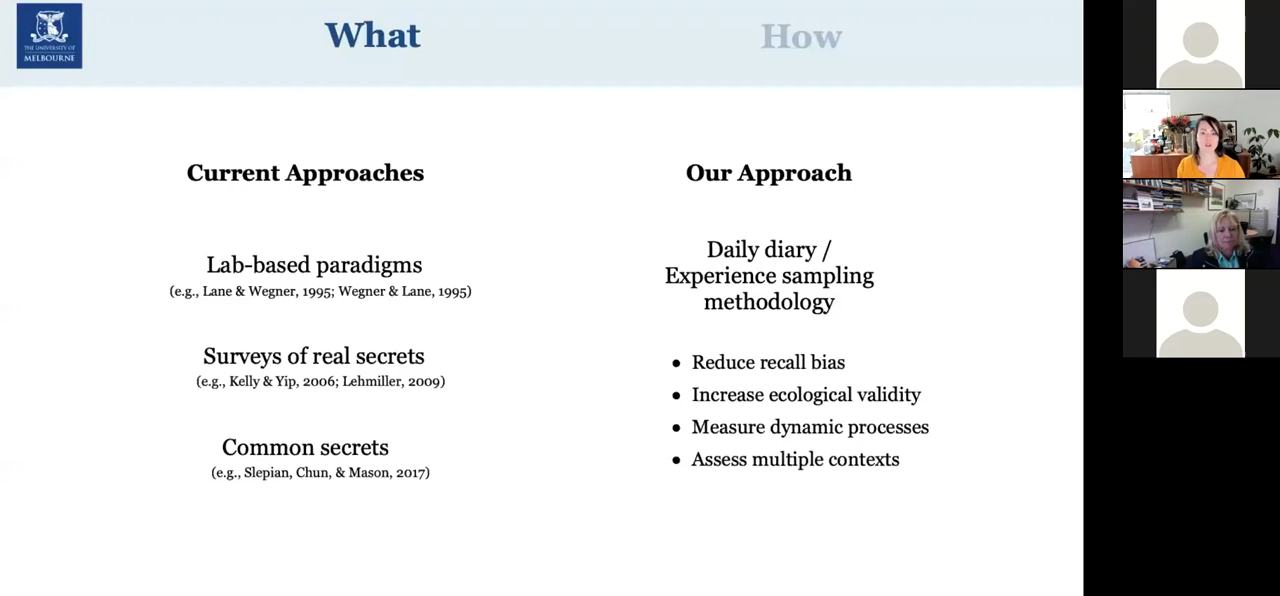 THE UNIVERSITY OF
MELBOURNE
What
How
Current Approaches
Lab-based paradigms
(e.g., Lane & Wegner, 1995; Wegner & Lane, 1995)
Surveys of real secrets
(e.g., Kelly & Yip, 2006; Lehmiller, 2009)
Common secrets
(e.g., Slepian, Chun, & Mason, 2017)
Our Approach
Daily diary /
Experience sampling
methodology
• Reduce recall bias
• Increase ecological validity
• Measure dynamic processes
• Assess multiple contexts